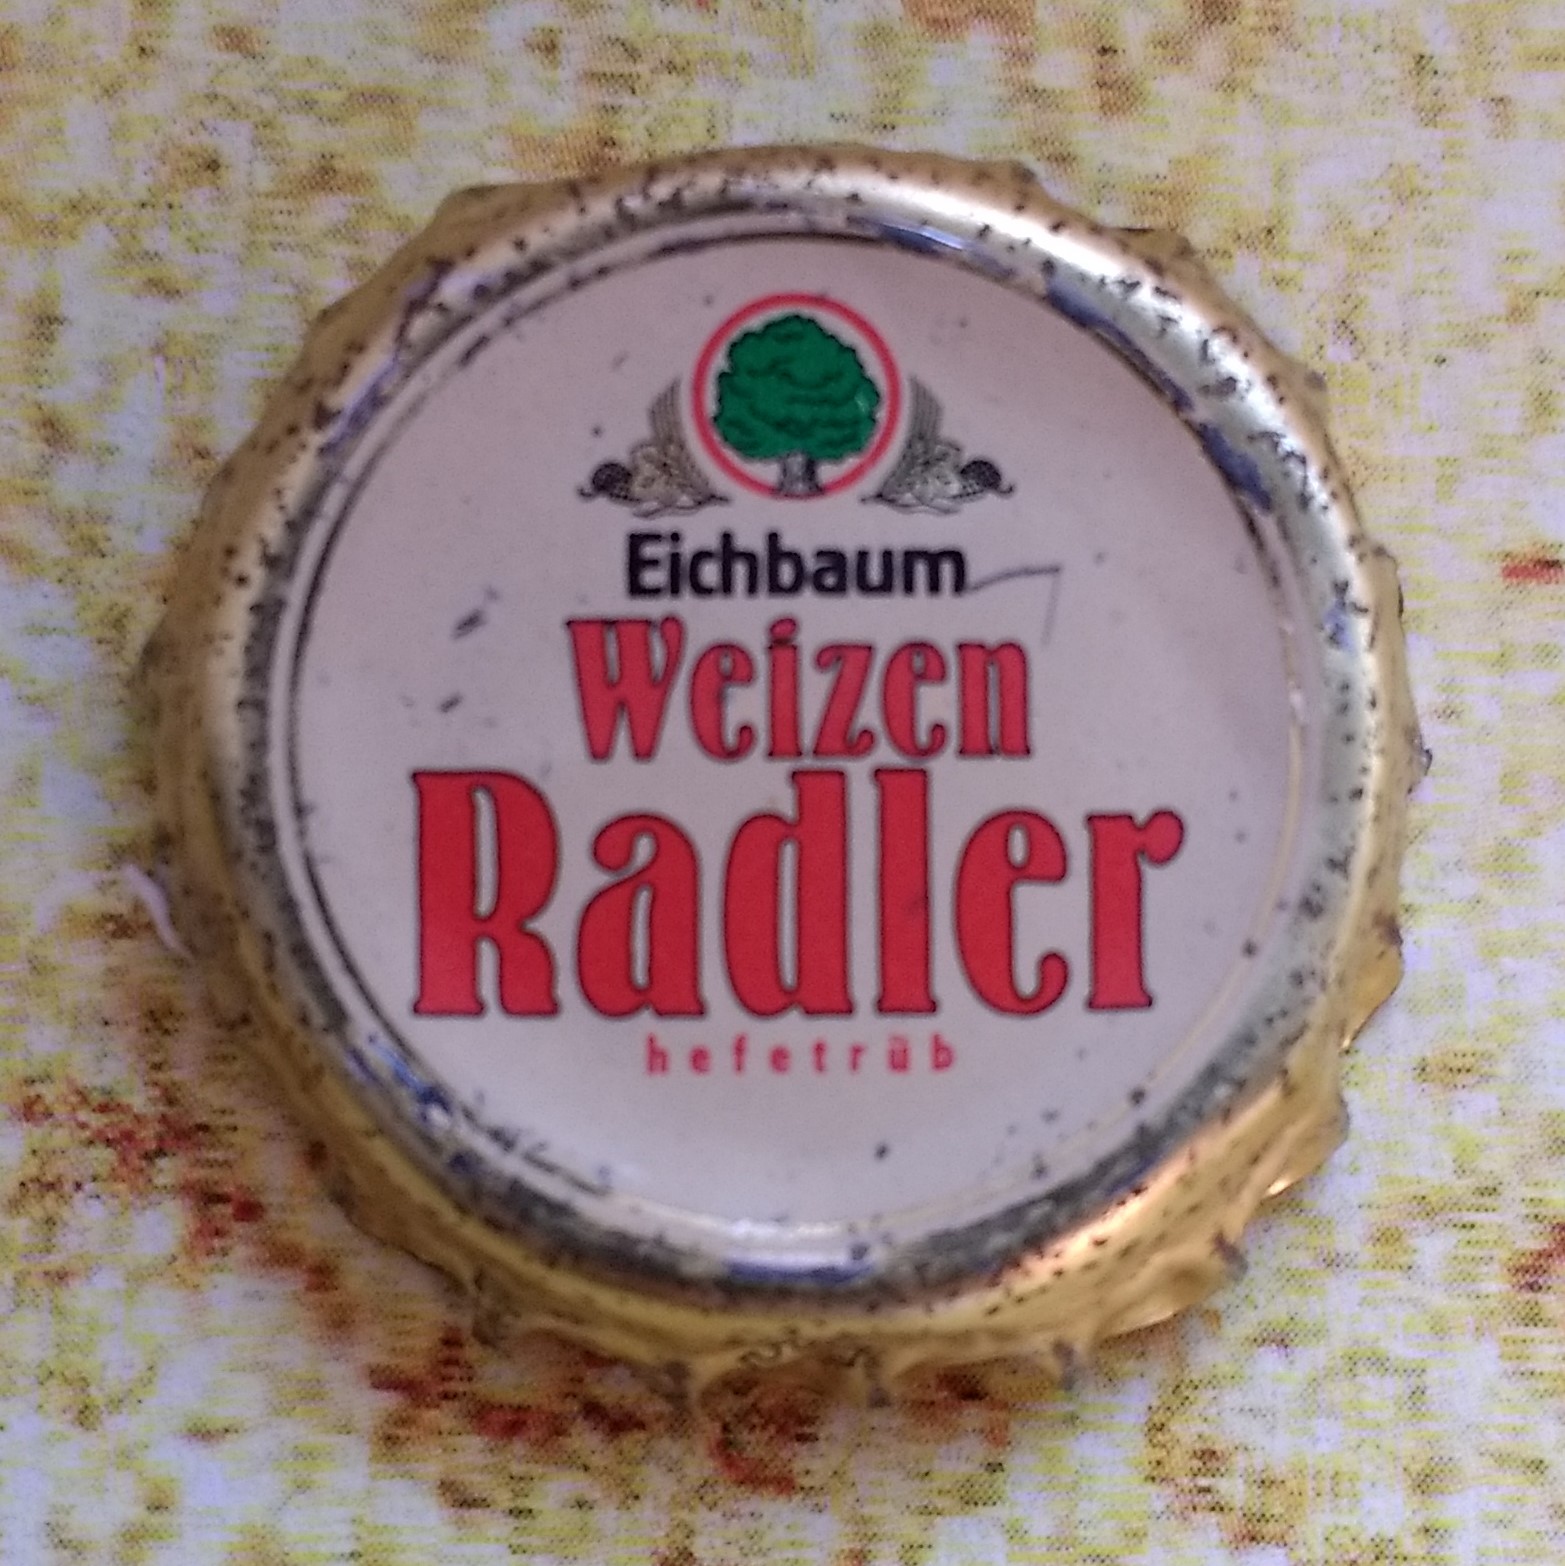 Eichbaum
Weizen
Radler
hefetrüb